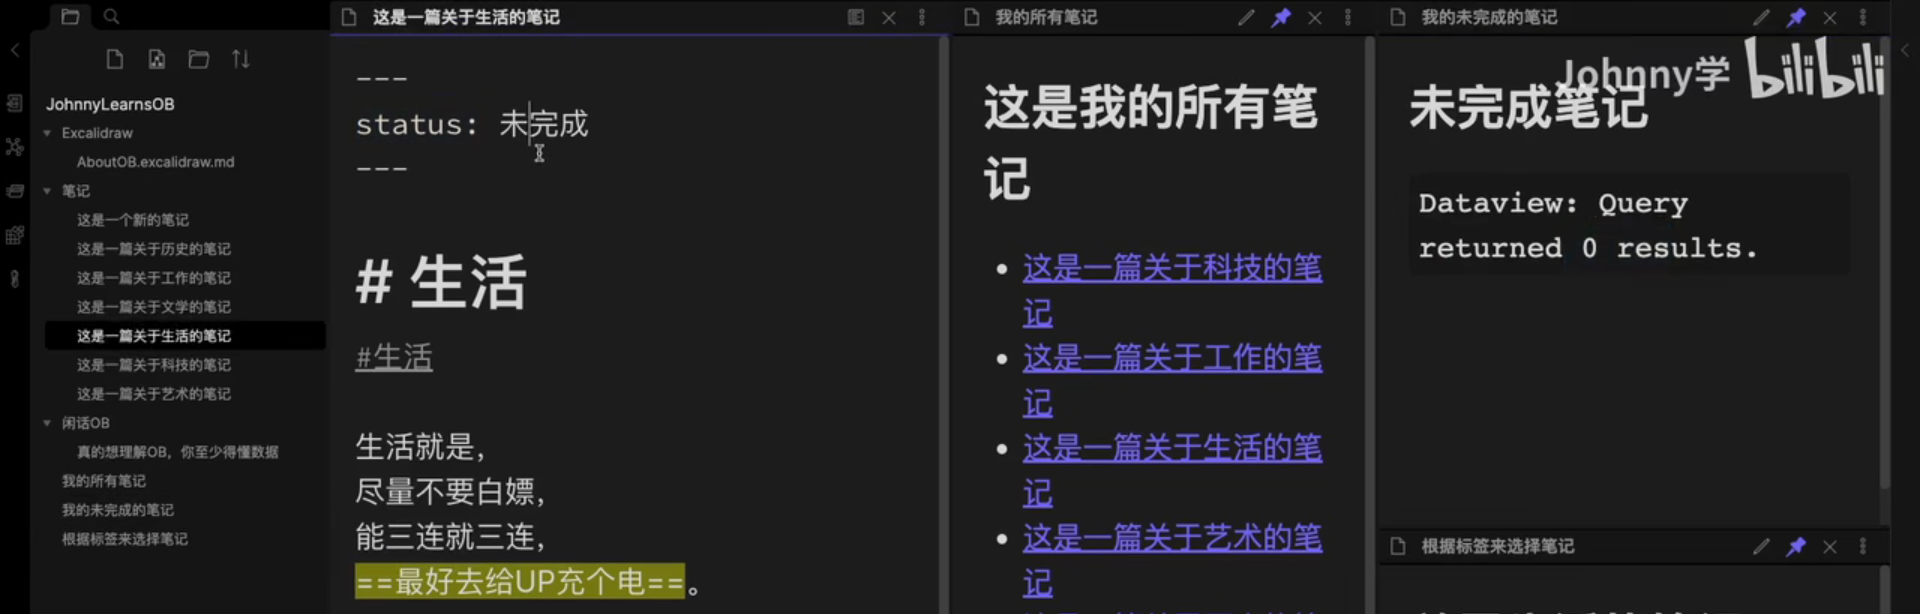 JohnnyLearnsOB
Excalidraw
AboutOB.excalidraw.md
笔记
这是一个新的笔记
这是一篇关于历史的笔记
这是一篇关于工作的笔记
这是一篇关于文学的笔记
这是一篇关于生活的笔记
这是一篇关于科技的笔记
这是一篇关于艺术的笔记
闲话OB
真的想理解OB，你至少得懂数据
我的所有笔记
我的未完成的笔记
根据标签来选择笔记
这是一篇关于生活的笔记
---
status: 未完成
---
# 生活
#生活
生活就是，
尽量不要白嫖，
能三连就三连，
==最好去给UP充个电==。
我的所有笔记
这是我的所有笔
记
这是一篇关于科技的笔
记
这是一篇关于工作的笔
记
这是一篇关于生活的笔
记
这是一篇关于艺术的笔
记
我的未完成的笔记
Johnny学 bilibili
未完成笔记
Dataview: Query
returned 0 results.
根据标签来选择笔记